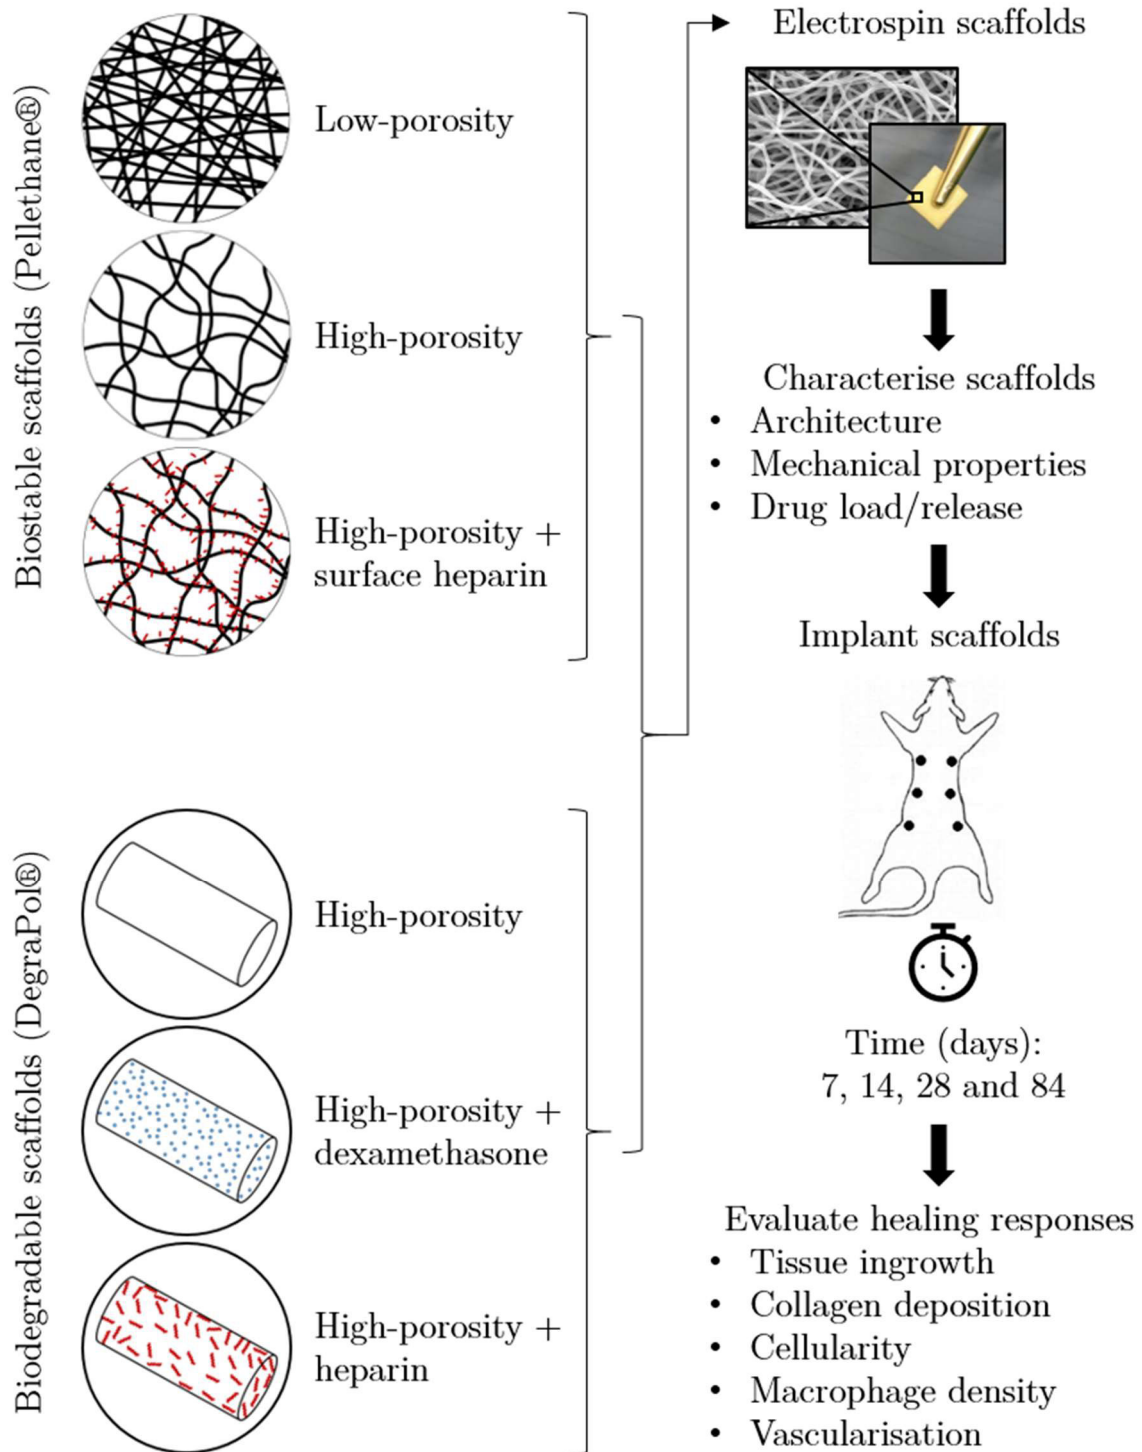 Biostable scaffolds (Pellethane®)
Low-porosity
High-porosity
High-porosity +
surface heparin
Biodegradable scaffolds (DegraPol®)
High-porosity
High-porosity +
dexamethasone
High-porosity +
heparin
Electrospin scaffolds
Characterise scaffolds
• Architecture
• Mechanical properties
• Drug load/release
Implant scaffolds
Time (days):
7, 14, 28 and 84
Evaluate healing responses
• Tissue ingrowth
• Collagen deposition
• Cellularity
• Macrophage density
• Vascularisation